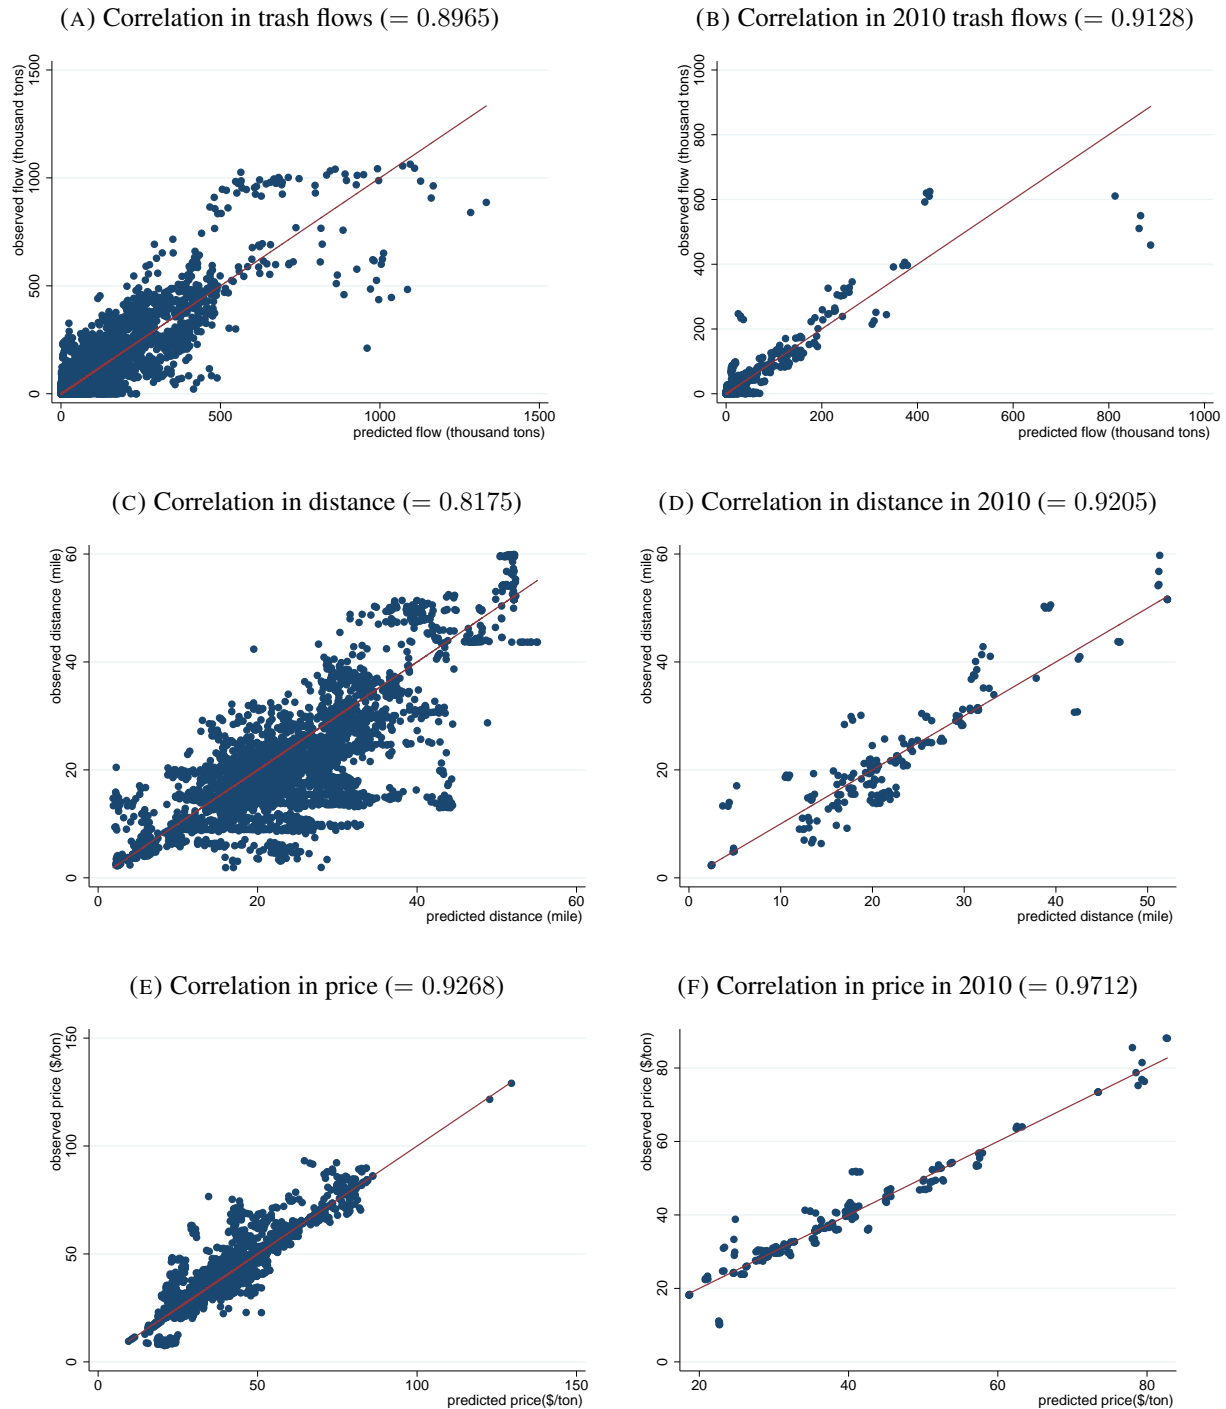 (A) Correlation in trash flows (= 0.8965)
observed flow (thousand tons)
1500
1000
500
0
0 500 1000 1500
predicted flow (thousand tons)
(B) Correlation in 2010 trash flows (= 0.9128)
observed flow (thousand tons)
1000
800
600
400
200
0
0 200 400 600 800 1000
predicted flow (thousand tons)
(C) Correlation in distance (= 0.8175)
observed distance (mile)
60
40
20
0
0 20 40 60
predicted distance (mile)
(D) Correlation in distance in 2010 (= 0.9205)
observed distance (mile)
60
40
20
0
0 10 20 30 40 50
predicted distance (mile)
(E) Correlation in price (= 0.9268)
observed price ($/ton)
150
100
50
0
0 50 100 150
predicted price($/ton)
(F) Correlation in price in 2010 (= 0.9712)
observed price ($/ton)
80
60
40
20
0
20 40 60 80
predicted price($/ton)